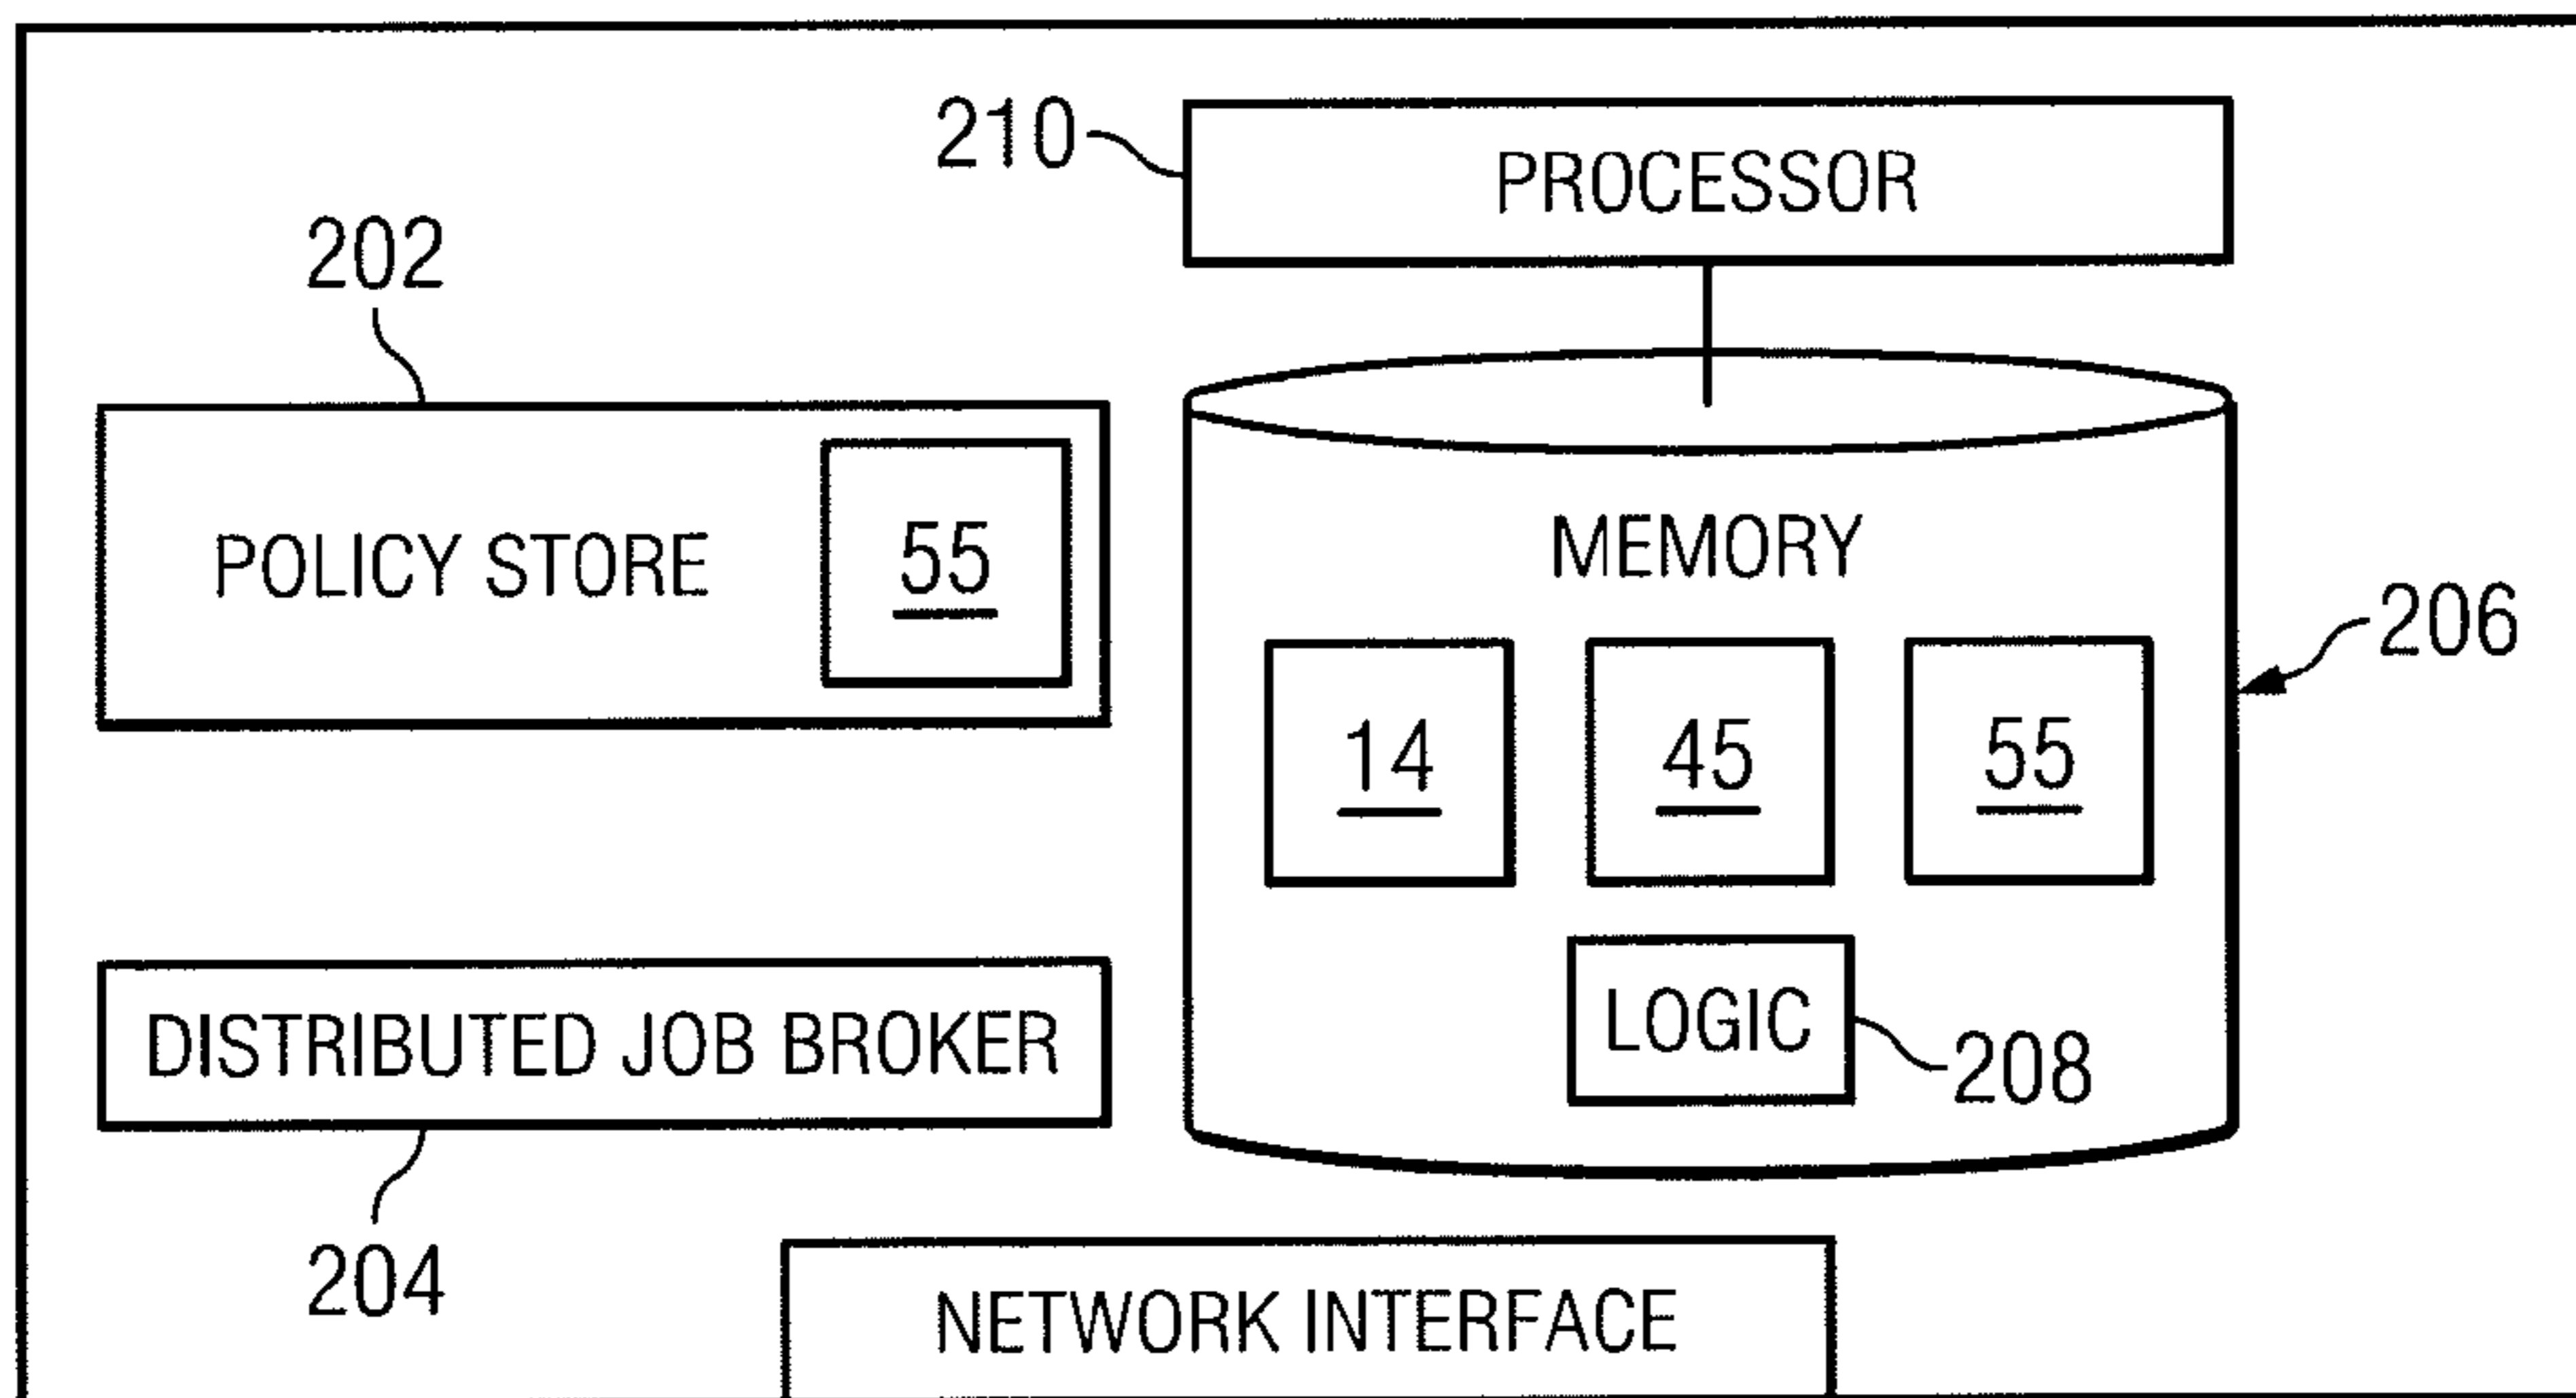 210
PROCESSOR
202
POLICY STORE
55
MEMORY
206
14
45
55
LOGIC
208
DISTRIBUTED JOB BROKER
204
NETWORK INTERFACE